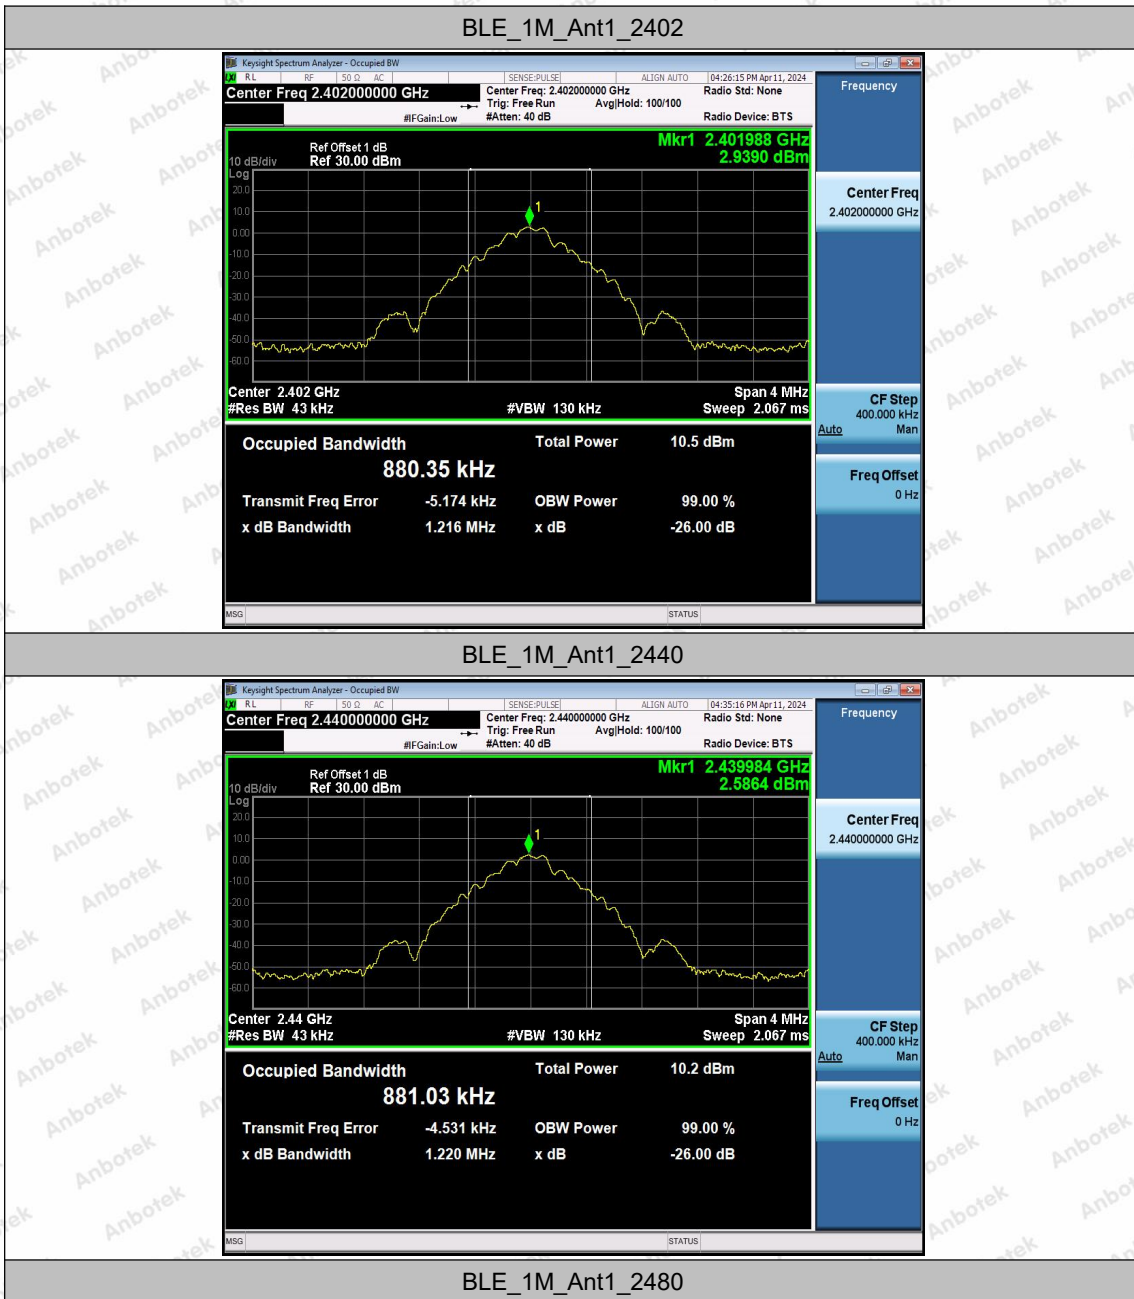 BLE_1M_Ant1_2402
Keysight Spectrum Analyzer - Occupied BW
LXI RL RF 50 Ω AC SENSE:PULSE ALIGN AUTO 04:26:15 PM Apr 11, 2024
Center Freq 2.402000000 GHz
Center Freq: 2.402000000 GHz
Radio Std: None
Trig: Free Run Avg|Hold: 100/100
#IFGain:Low #Atten: 40 dB Radio Device: BTS
Frequency
Mkr1 2.401988 GHz
2.9390 dBm
Ref Offset 1 dB
10 dB/div Ref 30.00 dBm
Log
20.0
10.0
0.00
-10.0
-20.0
-30.0
-40.0
-50.0
-60.0
1
Center 2.402 GHz Span 4 MHz
#Res BW 43 kHz #VBW 130 kHz Sweep 2.067 ms
Center Freq
2.402000000 GHz
CF Step
400.000 kHz
Auto Man
Freq Offset
0 Hz
Occupied Bandwidth Total Power 10.5 dBm
880.35 kHz
Transmit Freq Error -5.174 kHz OBW Power 99.00 %
x dB Bandwidth 1.216 MHz x dB -26.00 dB
MSG STATUS
BLE_1M_Ant1_2440
Keysight Spectrum Analyzer - Occupied BW
LXI RL RF 50 Ω AC SENSE:PULSE ALIGN AUTO 04:35:16 PM Apr 11, 2024
Center Freq 2.440000000 GHz
Center Freq: 2.440000000 GHz
Radio Std: None
Trig: Free Run Avg|Hold: 100/100
#IFGain:Low #Atten: 40 dB Radio Device: BTS
Frequency
Mkr1 2.439984 GHz
2.5864 dBm
Ref Offset 1 dB
10 dB/div Ref 30.00 dBm
Log
20.0
10.0
0.00
-10.0
-20.0
-30.0
-40.0
-50.0
-60.0
1
Center 2.44 GHz Span 4 MHz
#Res BW 43 kHz #VBW 130 kHz Sweep 2.067 ms
Center Freq
2.440000000 GHz
CF Step
400.000 kHz
Auto Man
Freq Offset
0 Hz
Occupied Bandwidth Total Power 10.2 dBm
881.03 kHz
Transmit Freq Error -4.531 kHz OBW Power 99.00 %
x dB Bandwidth 1.220 MHz x dB -26.00 dB
MSG STATUS
BLE_1M_Ant1_2480
Anbotek